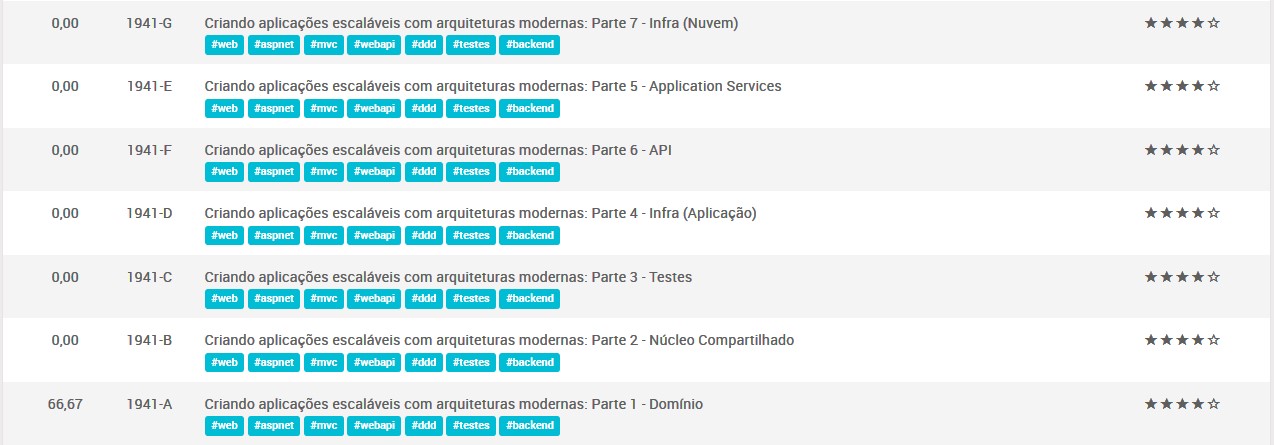 0,00 1941-G Criando aplicações escaláveis com arquiteturas modernas: Parte 7 - Infra (Nuvem) ★★★★☆
#web #aspnet #mvc #webapi #ddd #testes #backend
0,00 1941-E Criando aplicações escaláveis com arquiteturas modernas: Parte 5 - Application Services ★★★★☆
#web #aspnet #mvc #webapi #ddd #testes #backend
0,00 1941-F Criando aplicações escaláveis com arquiteturas modernas: Parte 6 - API ★★★★☆
#web #aspnet #mvc #webapi #ddd #testes #backend
0,00 1941-D Criando aplicações escaláveis com arquiteturas modernas: Parte 4 - Infra (Aplicação) ★★★★☆
#web #aspnet #mvc #webapi #ddd #testes #backend
0,00 1941-C Criando aplicações escaláveis com arquiteturas modernas: Parte 3 - Testes ★★★★☆
#web #aspnet #mvc #webapi #ddd #testes #backend
0,00 1941-B Criando aplicações escaláveis com arquiteturas modernas: Parte 2 - Núcleo Compartilhado ★★★★☆
#web #aspnet #mvc #webapi #ddd #testes #backend
66,67 1941-A Criando aplicações escaláveis com arquiteturas modernas: Parte 1 - Domínio ★★★★☆
#web #aspnet #mvc #webapi #ddd #testes #backend